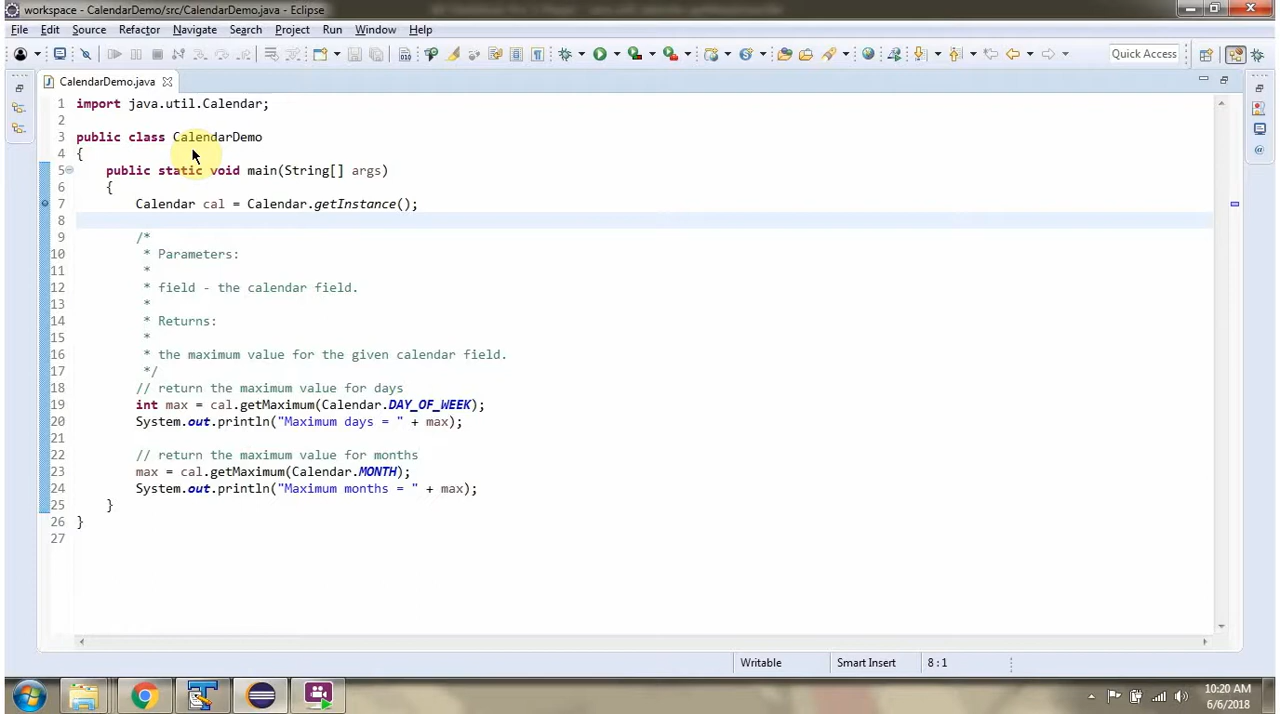 workspace - CalendarDemo/src/CalendarDemo.java - Eclipse
File Edit Source Refactor Navigate Search Project Run Window Help
Quick Access
CalendarDemo.java
1 import java.util.Calendar;
2
3 public class CalendarDemo
4 {
5 public static void main(String[] args)
6 {
7 Calendar cal = Calendar.getInstance();
8
9 /*
10 * Parameters:
11 *
12 * field - the calendar field.
13 *
14 * Returns:
15 *
16 * the maximum value for the given calendar field.
17 */
18 // return the maximum value for days
19 int max = cal.getMaximum(Calendar.DAY_OF_WEEK);
20 System.out.println("Maximum days = " + max);
21
22 // return the maximum value for months
23 max = cal.getMaximum(Calendar.MONTH);
24 System.out.println("Maximum months = " + max);
25 }
26 }
27
Writable Smart Insert 8 : 1
10:20 AM
6/6/2018